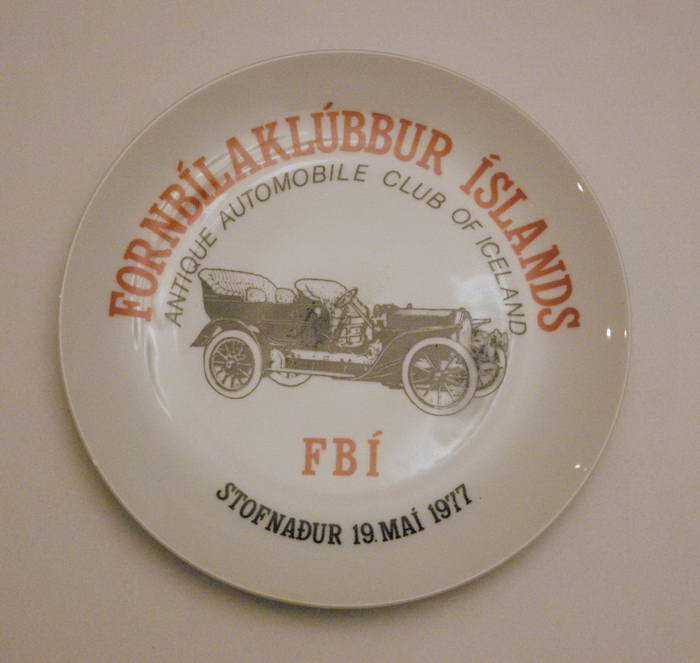 FORNBÍLAKLÚBBUR ÍSLANDS
ANTIQUE AUTOMOBILE CLUB OF ICELAND
FBÍ
STOFNAÐUR 19. MAÍ 1977